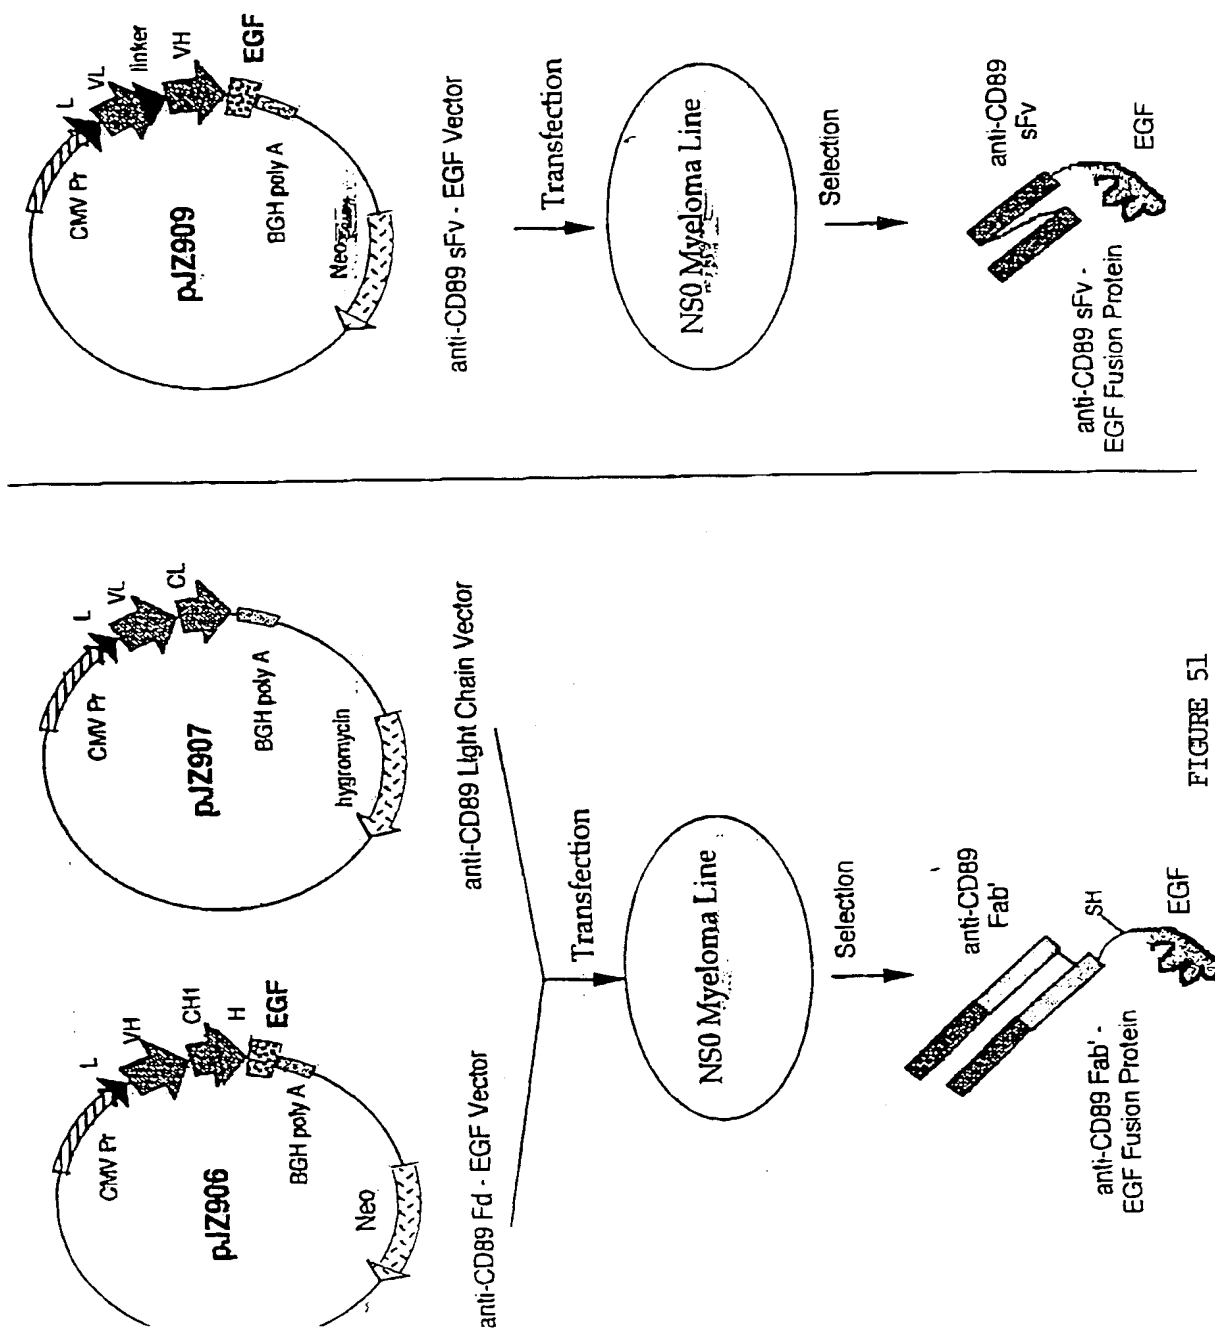 pJZ906
CMV Pr
L
VH
CH1
H
EGF
BGH poly A
Neo
anti-CD89 Fd - EGF Vector
pJZ907
CMV Pr
L
VL
CL
BGH poly A
hygromycin
anti-CD89 Light Chain Vector
Transfection
NS0 Myeloma Line
Selection
anti-CD89
Fab'
SH
EGF
anti-CD89 Fab' -
EGF Fusion Protein
pJZ909
CMV Pr
L
VL
linker
VH
EGF
BGH poly A
Neo
anti-CD89 sFv - EGF Vector
Transfection
NS0 Myeloma Line
Selection
anti-CD89
sFv
EGF
anti-CD89 sFv -
EGF Fusion Protein
FIGURE 51